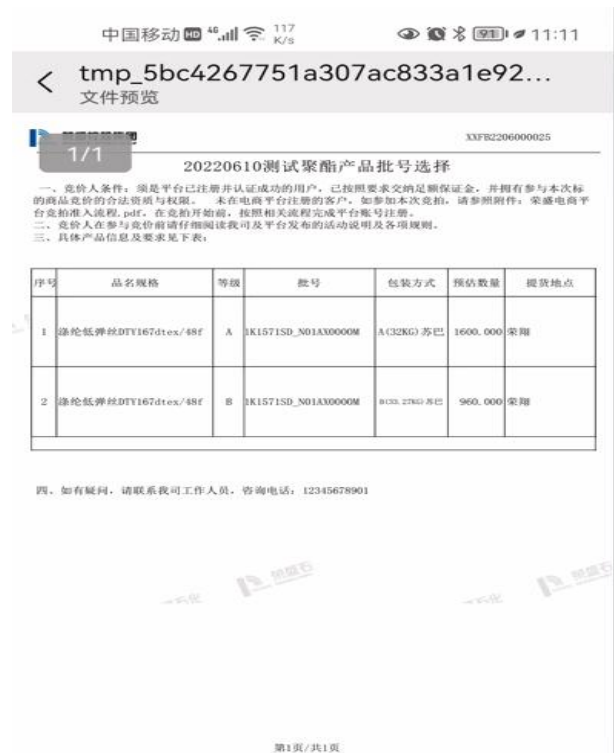 中国移动 HD 4G 117 K/s 91 11:11
tmp_5bc4267751a307ac833a1e92...
文件预览
XXFB2206000025
1/1
20220610测试聚酯产品批号选择
一、竞价人条件：须是平台已注册并认证成功的用户，已按照要求交纳足额保证金，并拥有参与本次标
的商品竞价的合法资质与权限。 未在电商平台注册的客户，如参加本次竞拍，请参照附件：荣盛电商平
台竞拍准入流程.pdf，在竞拍开始前，按照相关流程完成平台账号注册。
二、竞价人在参与竞价前请仔细阅读我司及平台发布的活动说明及各项规则。
三、具体产品信息及要求见下表：
序号 品名规格 等级 批号 包装方式 预估数量 提货地点
1 涤纶低弹丝DTY167dtex/48f A 1K1571SD_N01AX0000M A(32KG)苏巴 1600.000 荣翔
2 涤纶低弹丝DTY167dtex/48f B 1K1571SD_N01AX0000M B(33.27KG)苏巴 960.000 荣翔
四、如有疑问，请联系我司工作人员，咨询电话：12345678901
荣盛石
荣盛石
第1页/共1页